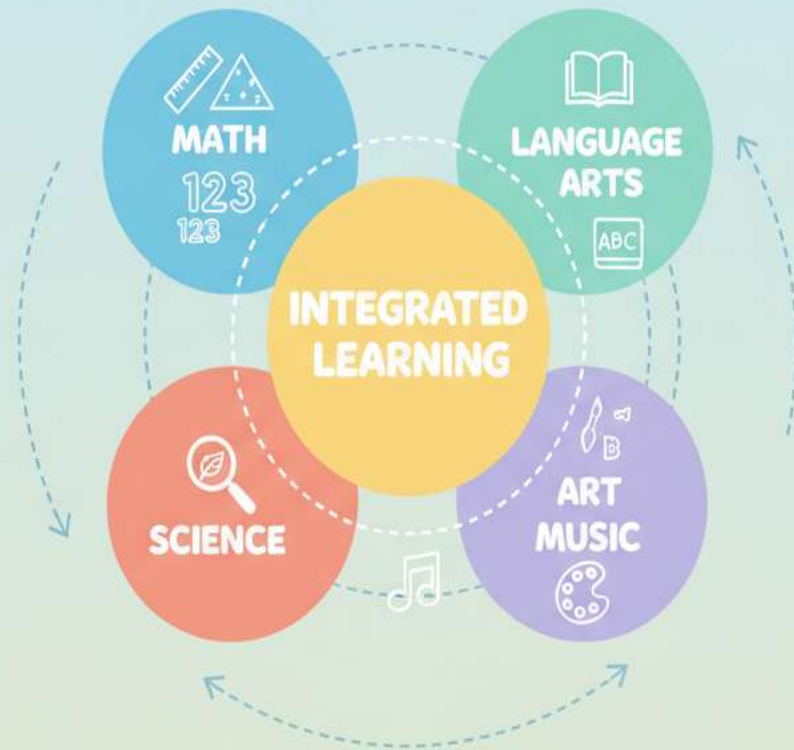 MATH
123
123
LANGUAGE
ARTS
ABC
INTEGRATED
LEARNING
SCIENCE
B
ART
MUSIC